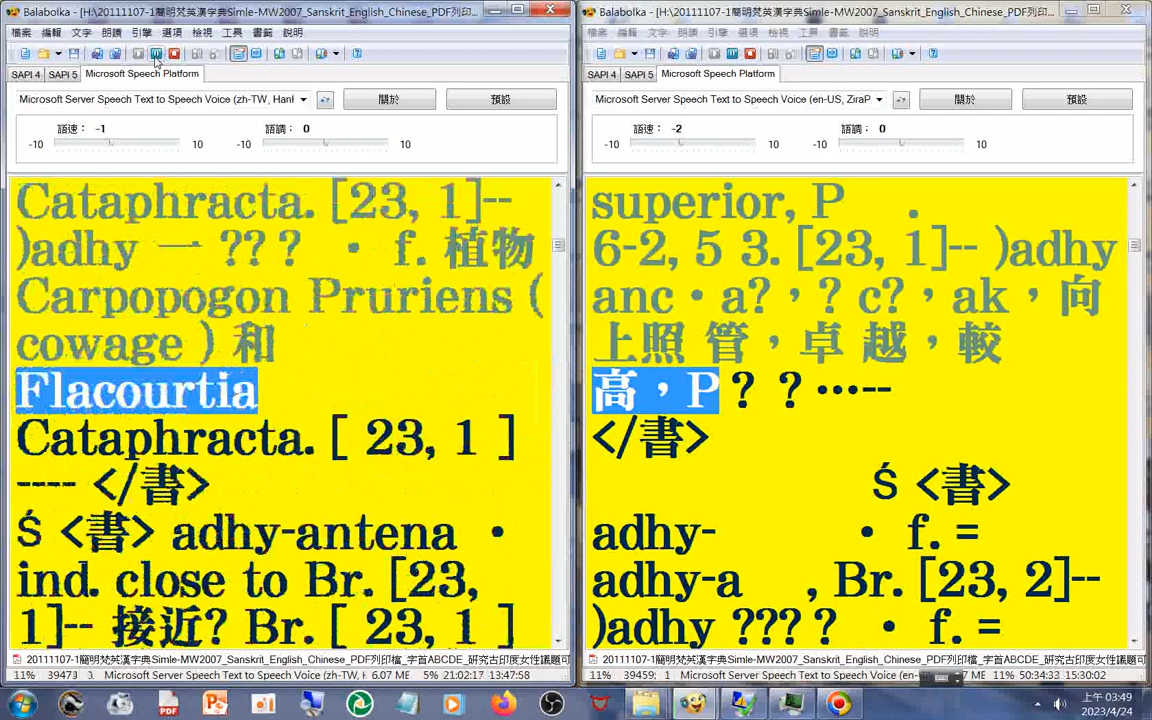 Balabolka - [H:\20111107-1簡明梵英漢字典Simle-MW2007_Sanskrit_English_Chinese_PDF列印...
檔案 編輯 文字 朗讀 引擎 選項 檢視 工具 書籤 說明
SAPI 4 SAPI 5 Microsoft Speech Platform
Microsoft Server Speech Text to Speech Voice (zh-TW, Hanl
關於 預設
語速： -1 語調： 0
-10 10 -10 10
Cataphracta. [23, 1]--
)adhy 一 ?? ? • f. 植物
Carpopogon Pruriens (
cowage ) 和
Flacourtia
Cataphracta. [ 23, 1 ]
---- </書>
Ś <書> adhy-antena •
ind. close to Br. [23,
1]-- 接近? Br. [ 23, 1 ]
20111107-1簡明梵英漢字典Simle-MW2007_Sanskrit_English_Chinese_PDF列印檔_字首ABCDE_研究古印度女性議題可
11% 39473 Microsoft Server Speech Text to Speech Voice (zh-TW, 6.07 ME 5% 21:02:17 13:47:58
Balabolka - [H:\20111107-1簡明梵英漢字典Simle-MW2007_Sanskrit_English_Chinese_PDF列印...
檔案 編輯 文字 朗讀 引擎 選項 檢視 工具 書籤 說明
SAPI 4 SAPI 5 Microsoft Speech Platform
Microsoft Server Speech Text to Speech Voice (en-US, ZiraP
關於 預設
語速： -2 語調： 0
-10 10 -10 10
superior, P .
6-2, 5 3. [23, 1]-- )adhy
anc • a?，? c?，ak，向
上照 管，卓 越，較
高，P ? ? •••--
</書>
Ś <書>
adhy- • f. =
adhy-a , Br. [23, 2]--
)adhy ??? ? • f. =
20111107-1簡明梵英漢字典Simle-MW2007_Sanskrit_English_Chinese_PDF列印檔_字首ABCDE_研究古印度女性議題可
11% 39459; 1 Microsoft Server Speech Text to Speech Voice 11% 50:34:33 15:30:02
上午 03:49
2023/4/24